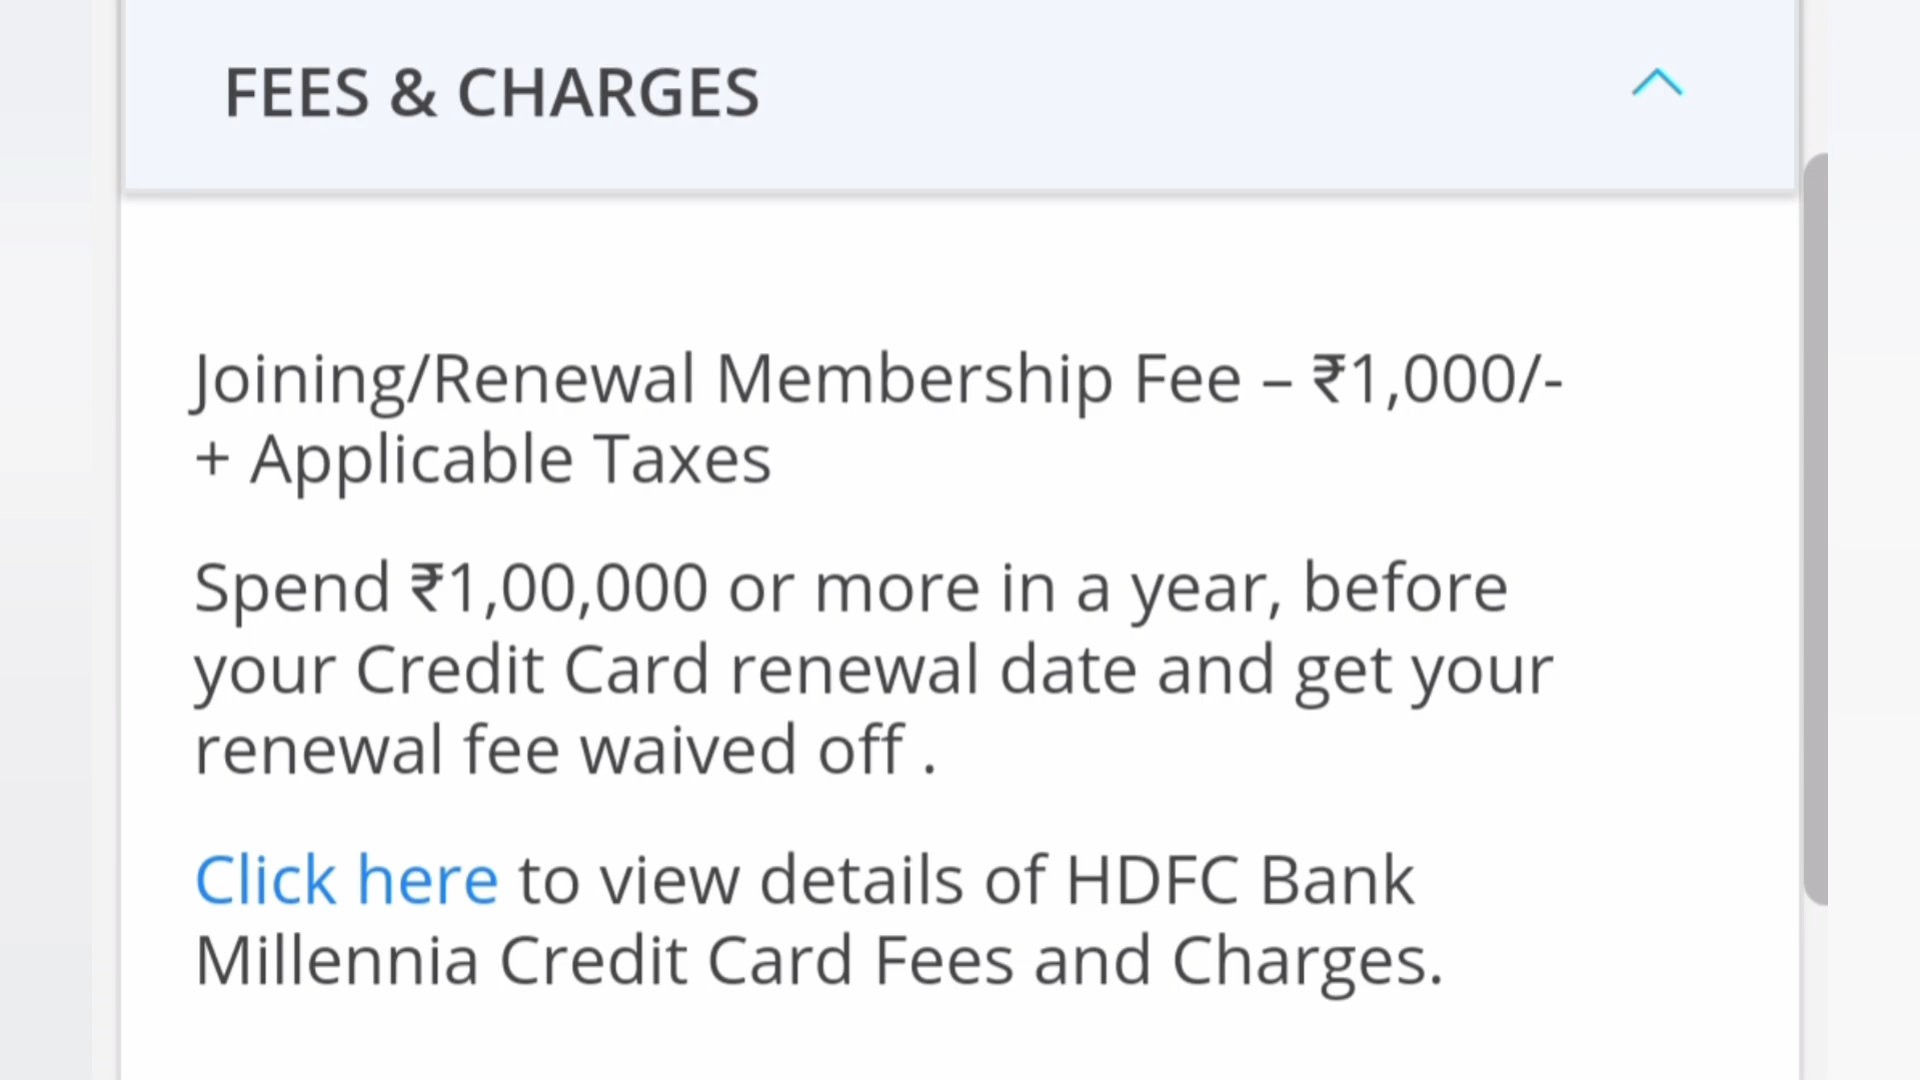 FEES & CHARGES
Joining/Renewal Membership Fee – ₹1,000/-
+ Applicable Taxes
Spend ₹1,00,000 or more in a year, before
your Credit Card renewal date and get your
renewal fee waived off .
Click here to view details of HDFC Bank
Millennia Credit Card Fees and Charges.